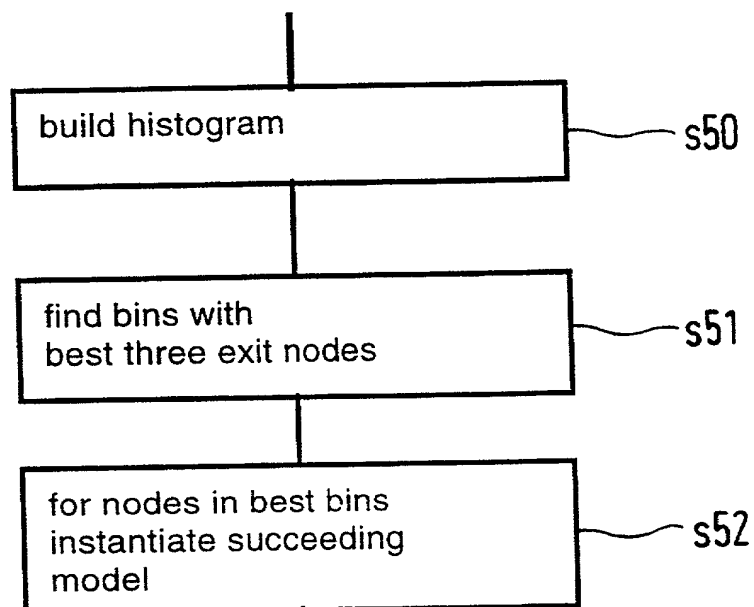 build histogram
s50
find bins with
best three exit nodes
s51
for nodes in best bins
instantiate succeeding
model
s52